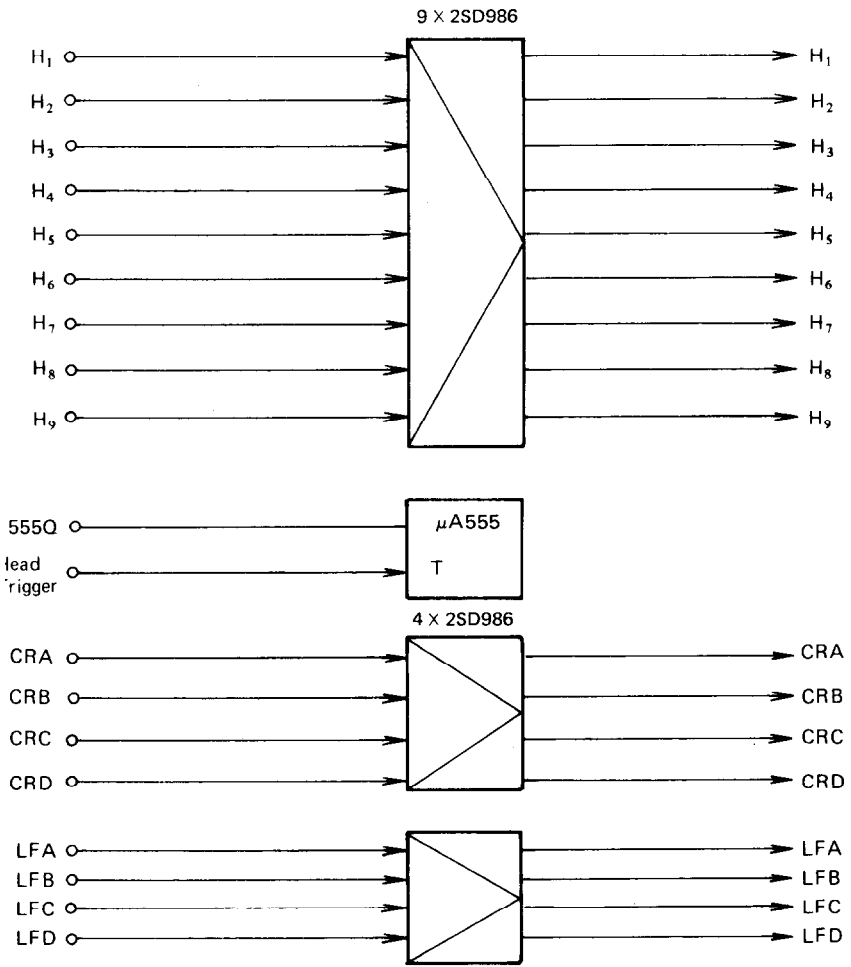 9 × 2SD986
H₁ H₁
H₂ H₂
H₃ H₃
H₄ H₄
H₅ H₅
H₆ H₆
H₇ H₇
H₈ H₈
H₉ H₉
555Q μA555
T
4 × 2SD986
CRA CRA
CRB CRB
CRC CRC
CRD CRD
LFA LFA
LFB LFB
LFC LFC
LFD LFD